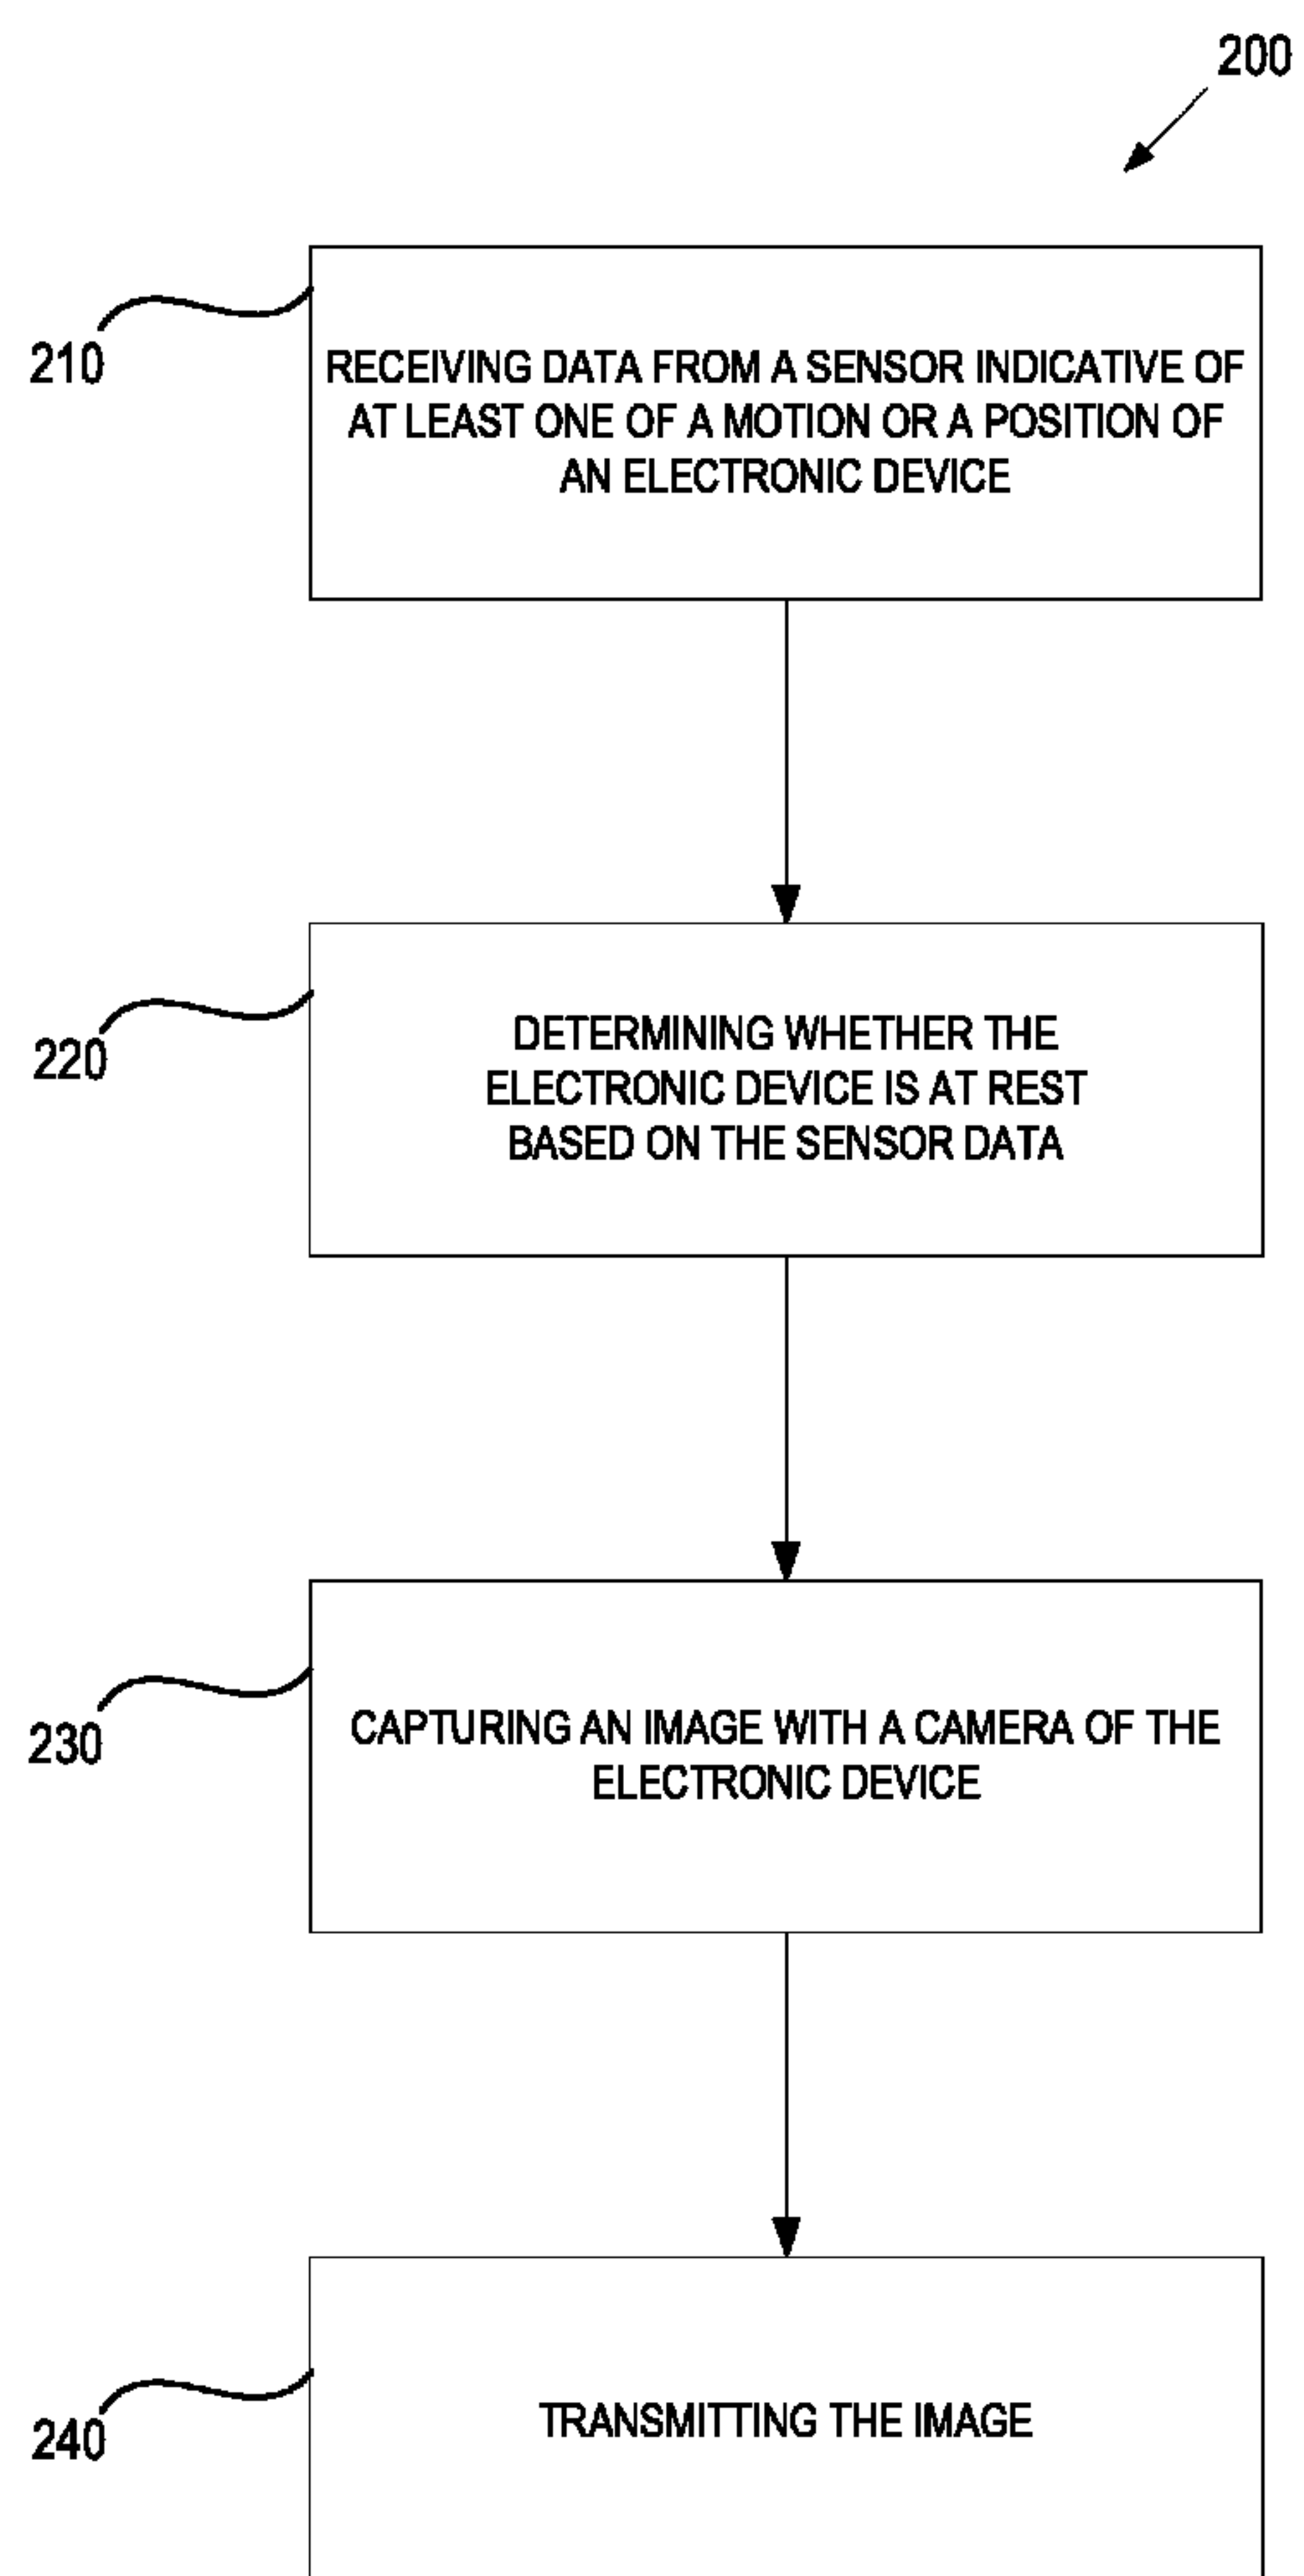 200
210
RECEIVING DATA FROM A SENSOR INDICATIVE OF
AT LEAST ONE OF A MOTION OR A POSITION OF
AN ELECTRONIC DEVICE
220
DETERMINING WHETHER THE
ELECTRONIC DEVICE IS AT REST
BASED ON THE SENSOR DATA
230
CAPTURING AN IMAGE WITH A CAMERA OF THE
ELECTRONIC DEVICE
240
TRANSMITTING THE IMAGE